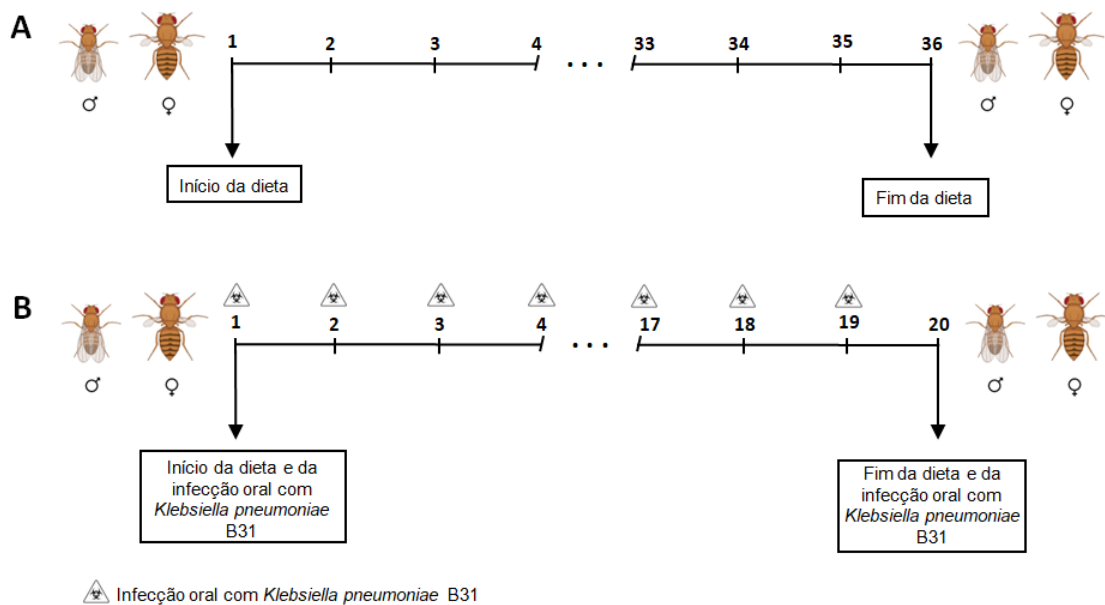 A
1 2 3 4 ... 33 34 35 36
♂ ♀ ♂ ♀
Início da dieta
Fim da dieta
B
1 2 3 4 ... 17 18 19 20
♂ ♀ ♂ ♀
Início da dieta e da
infecção oral com
Klebsiella pneumoniae
B31
Fim da dieta e da
infecção oral com
Klebsiella pneumoniae
B31
Infecção oral com Klebsiella pneumoniae B31